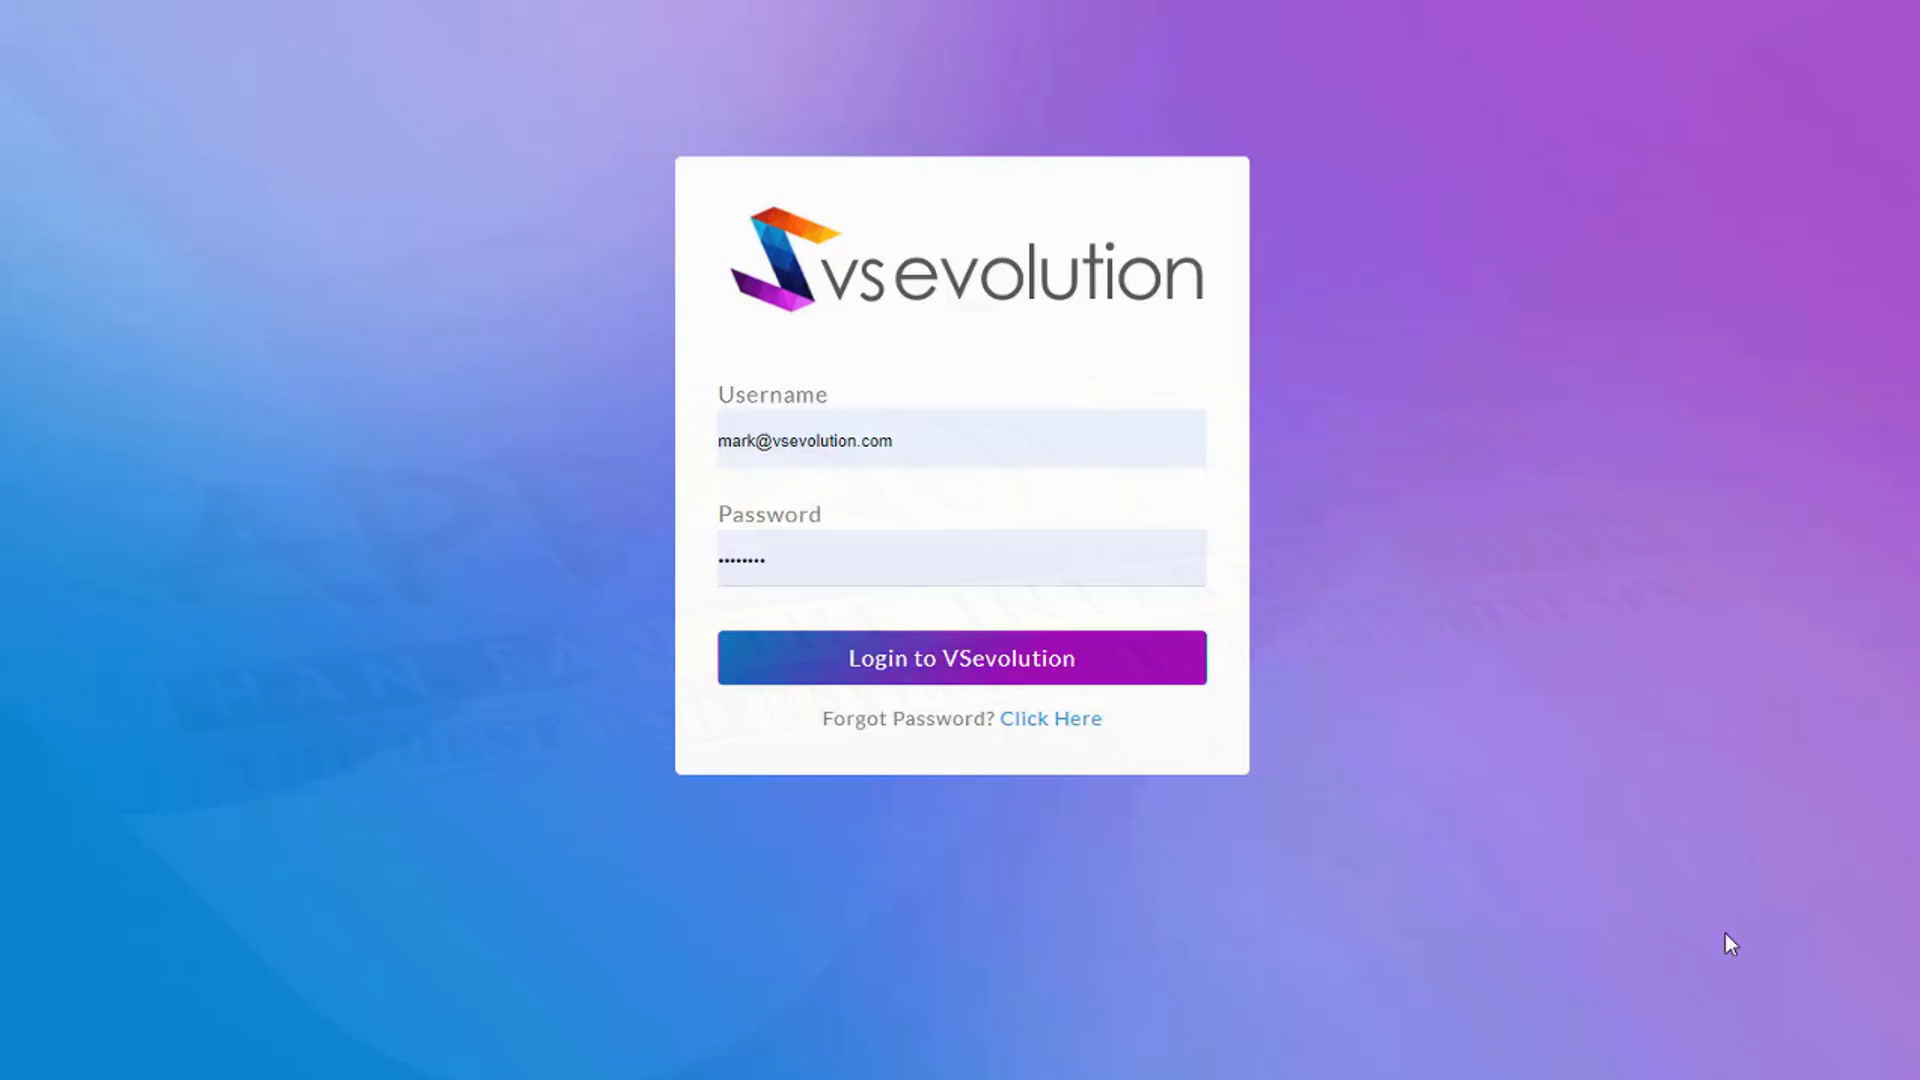 vsevolution
Username
mark@vsevolution.com
Password
••••••••
Login to VSevolution
Forgot Password? Click Here